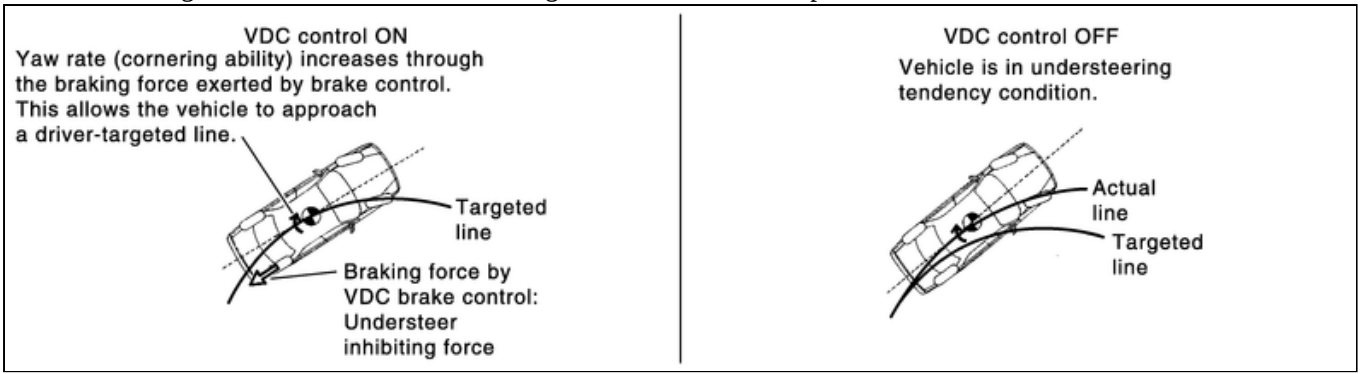 VDC control ON
Yaw rate (cornering ability) increases through
the braking force exerted by brake control.
This allows the vehicle to approach
a driver-targeted line.
Targeted
line
Braking force by
VDC brake control:
Understeer
inhibiting force
VDC control OFF
Vehicle is in understeering
tendency condition.
Actual
line
Targeted
line